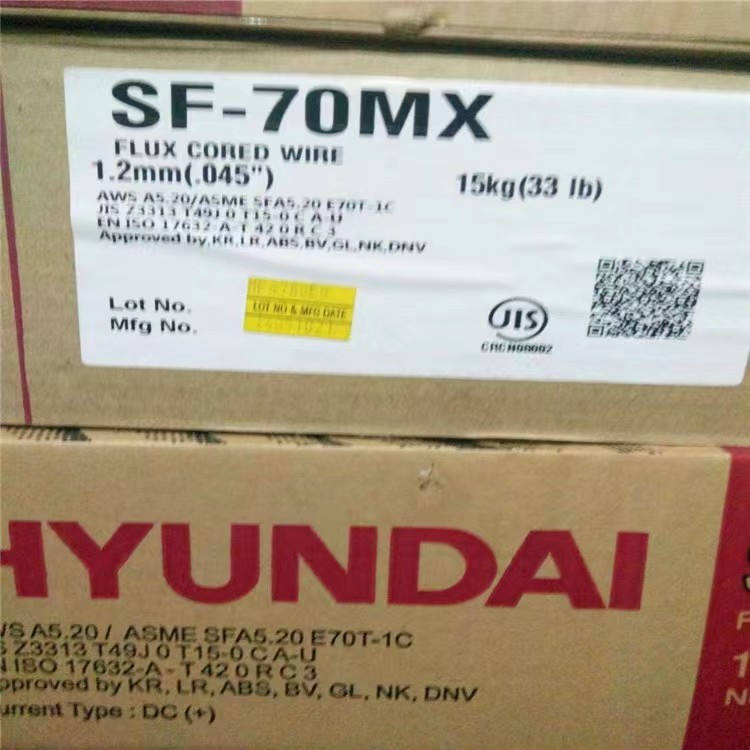 SF-70MX
FLUX CORED WIRE
1.2mm(.045") 15kg(33 lb)
AWS A5.20/ASME SFA5.20 E70T-1C
JIS Z3313 T49J 0 T15-0 C A-U
EN ISO 17632-A-T 42 0 R C 3
Approved by,KR,LR,ABS,BV,GL,NK,DNV
Lot No.
Mfg No.
LOT NO & MFG DATE
JIS
HYUNDAI
WS A5.20 / ASME SFA5.20 E70T-1C
S Z3313 T49J 0 T15-0 C A-U
N ISO 17632-A - T 42 0 R C 3
pproved by KR, LR, ABS, BV, GL, NK, DNV
urrent Type : DC (+)